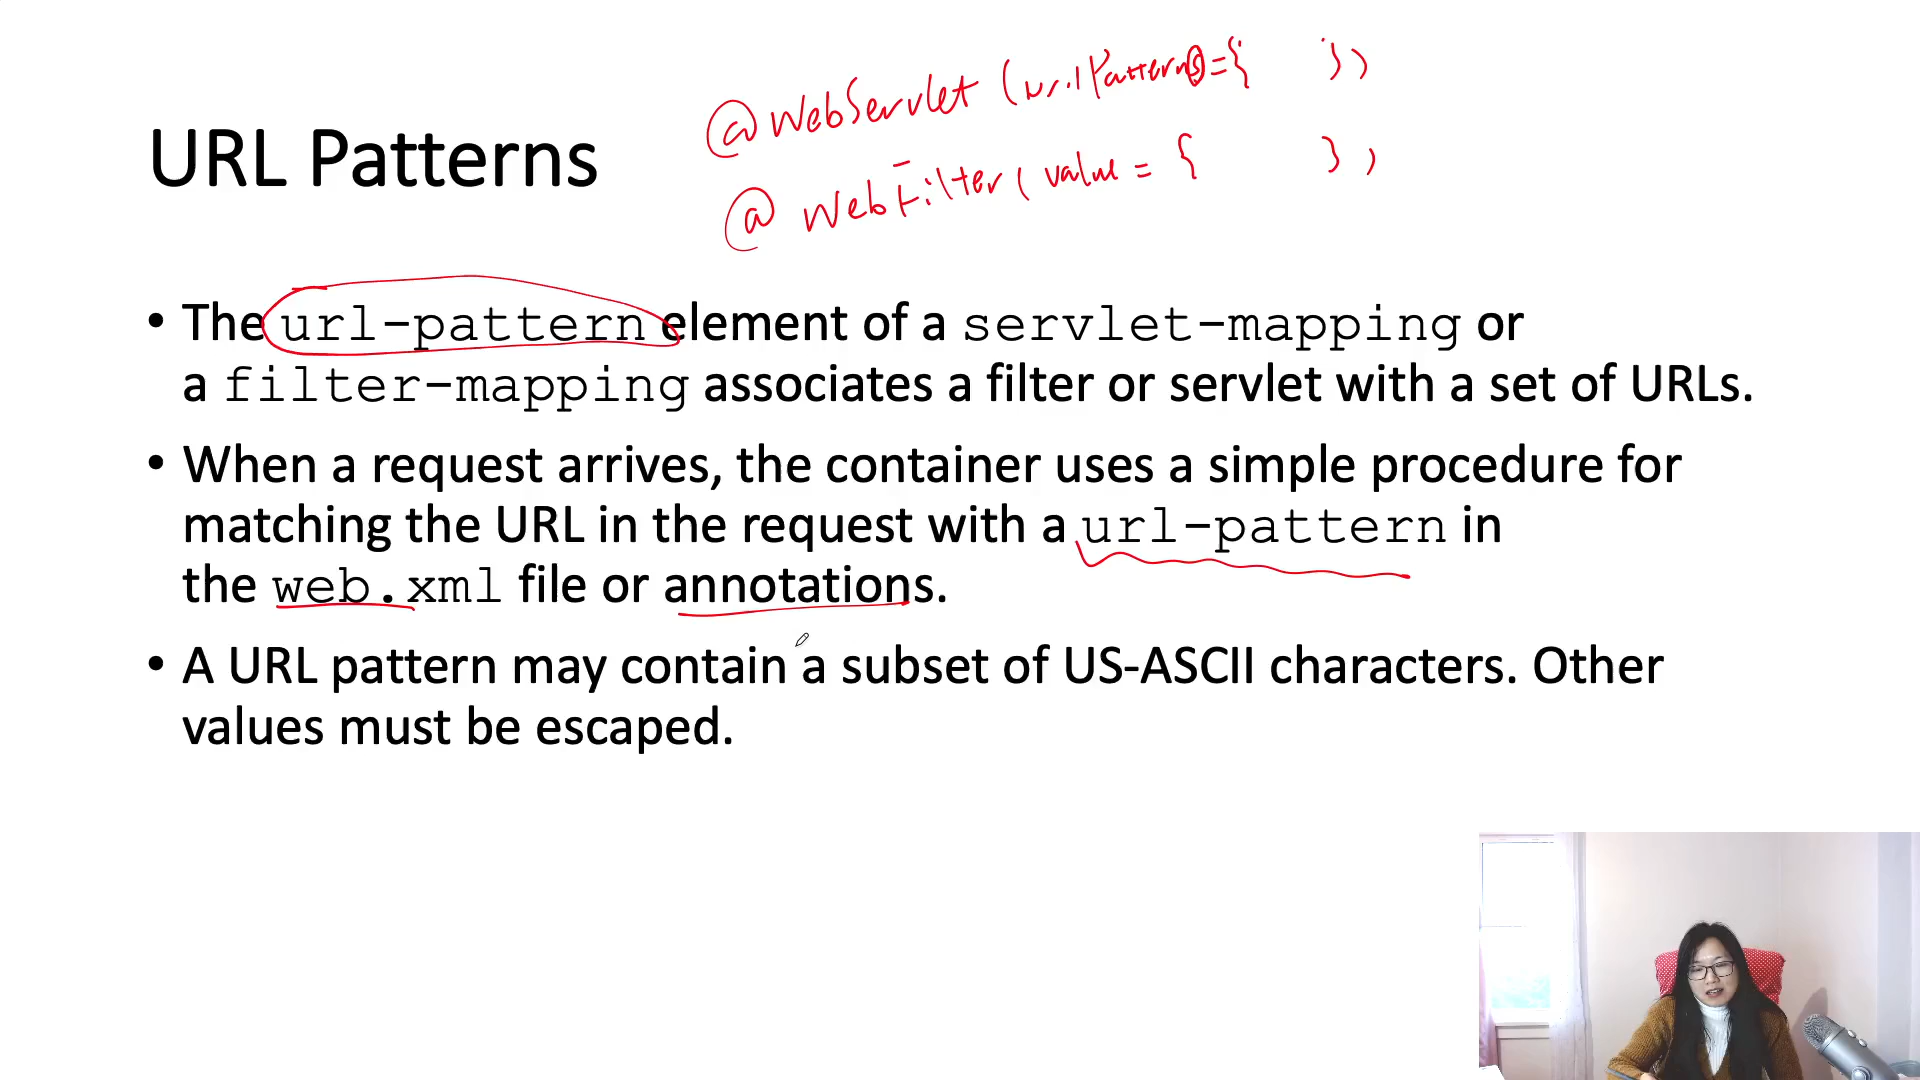 @WebServlet (urlPatterns={ })
@ WebFilter ( value = { } )
URL Patterns
• The url-pattern element of a servlet-mapping or
a filter-mapping associates a filter or servlet with a set of URLs.
• When a request arrives, the container uses a simple procedure for
matching the URL in the request with a url-pattern in
the web.xml file or annotations.
• A URL pattern may contain a subset of US-ASCII characters. Other
values must be escaped.